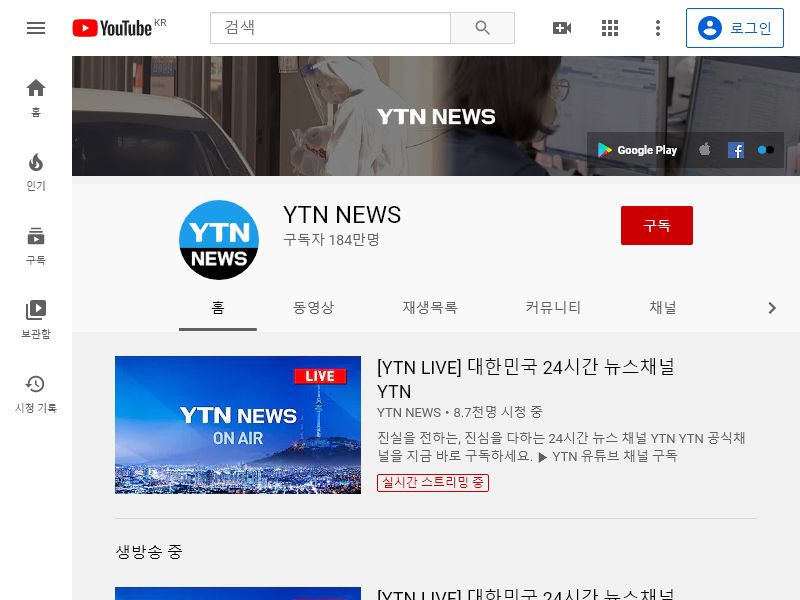 YouTube KR
검색
로그인
홈
인기
구독
보관함
시청 기록
YTN NEWS
Google Play
YTN
NEWS
YTN NEWS
구독자 184만명
구독
홈
동영상
재생목록
커뮤니티
채널
LIVE
YTN NEWS
ON AIR
[YTN LIVE] 대한민국 24시간 뉴스채널
YTN
YTN NEWS • 8.7천명 시청 중
진실을 전하는, 진심을 다하는 24시간 뉴스 채널 YTN YTN 공식채
널을 지금 바로 구독하세요. ▶ YTN 유튜브 채널 구독
실시간 스트리밍 중
생방송 중
[YTN LIVE] 대한민국 24시간 뉴스채널